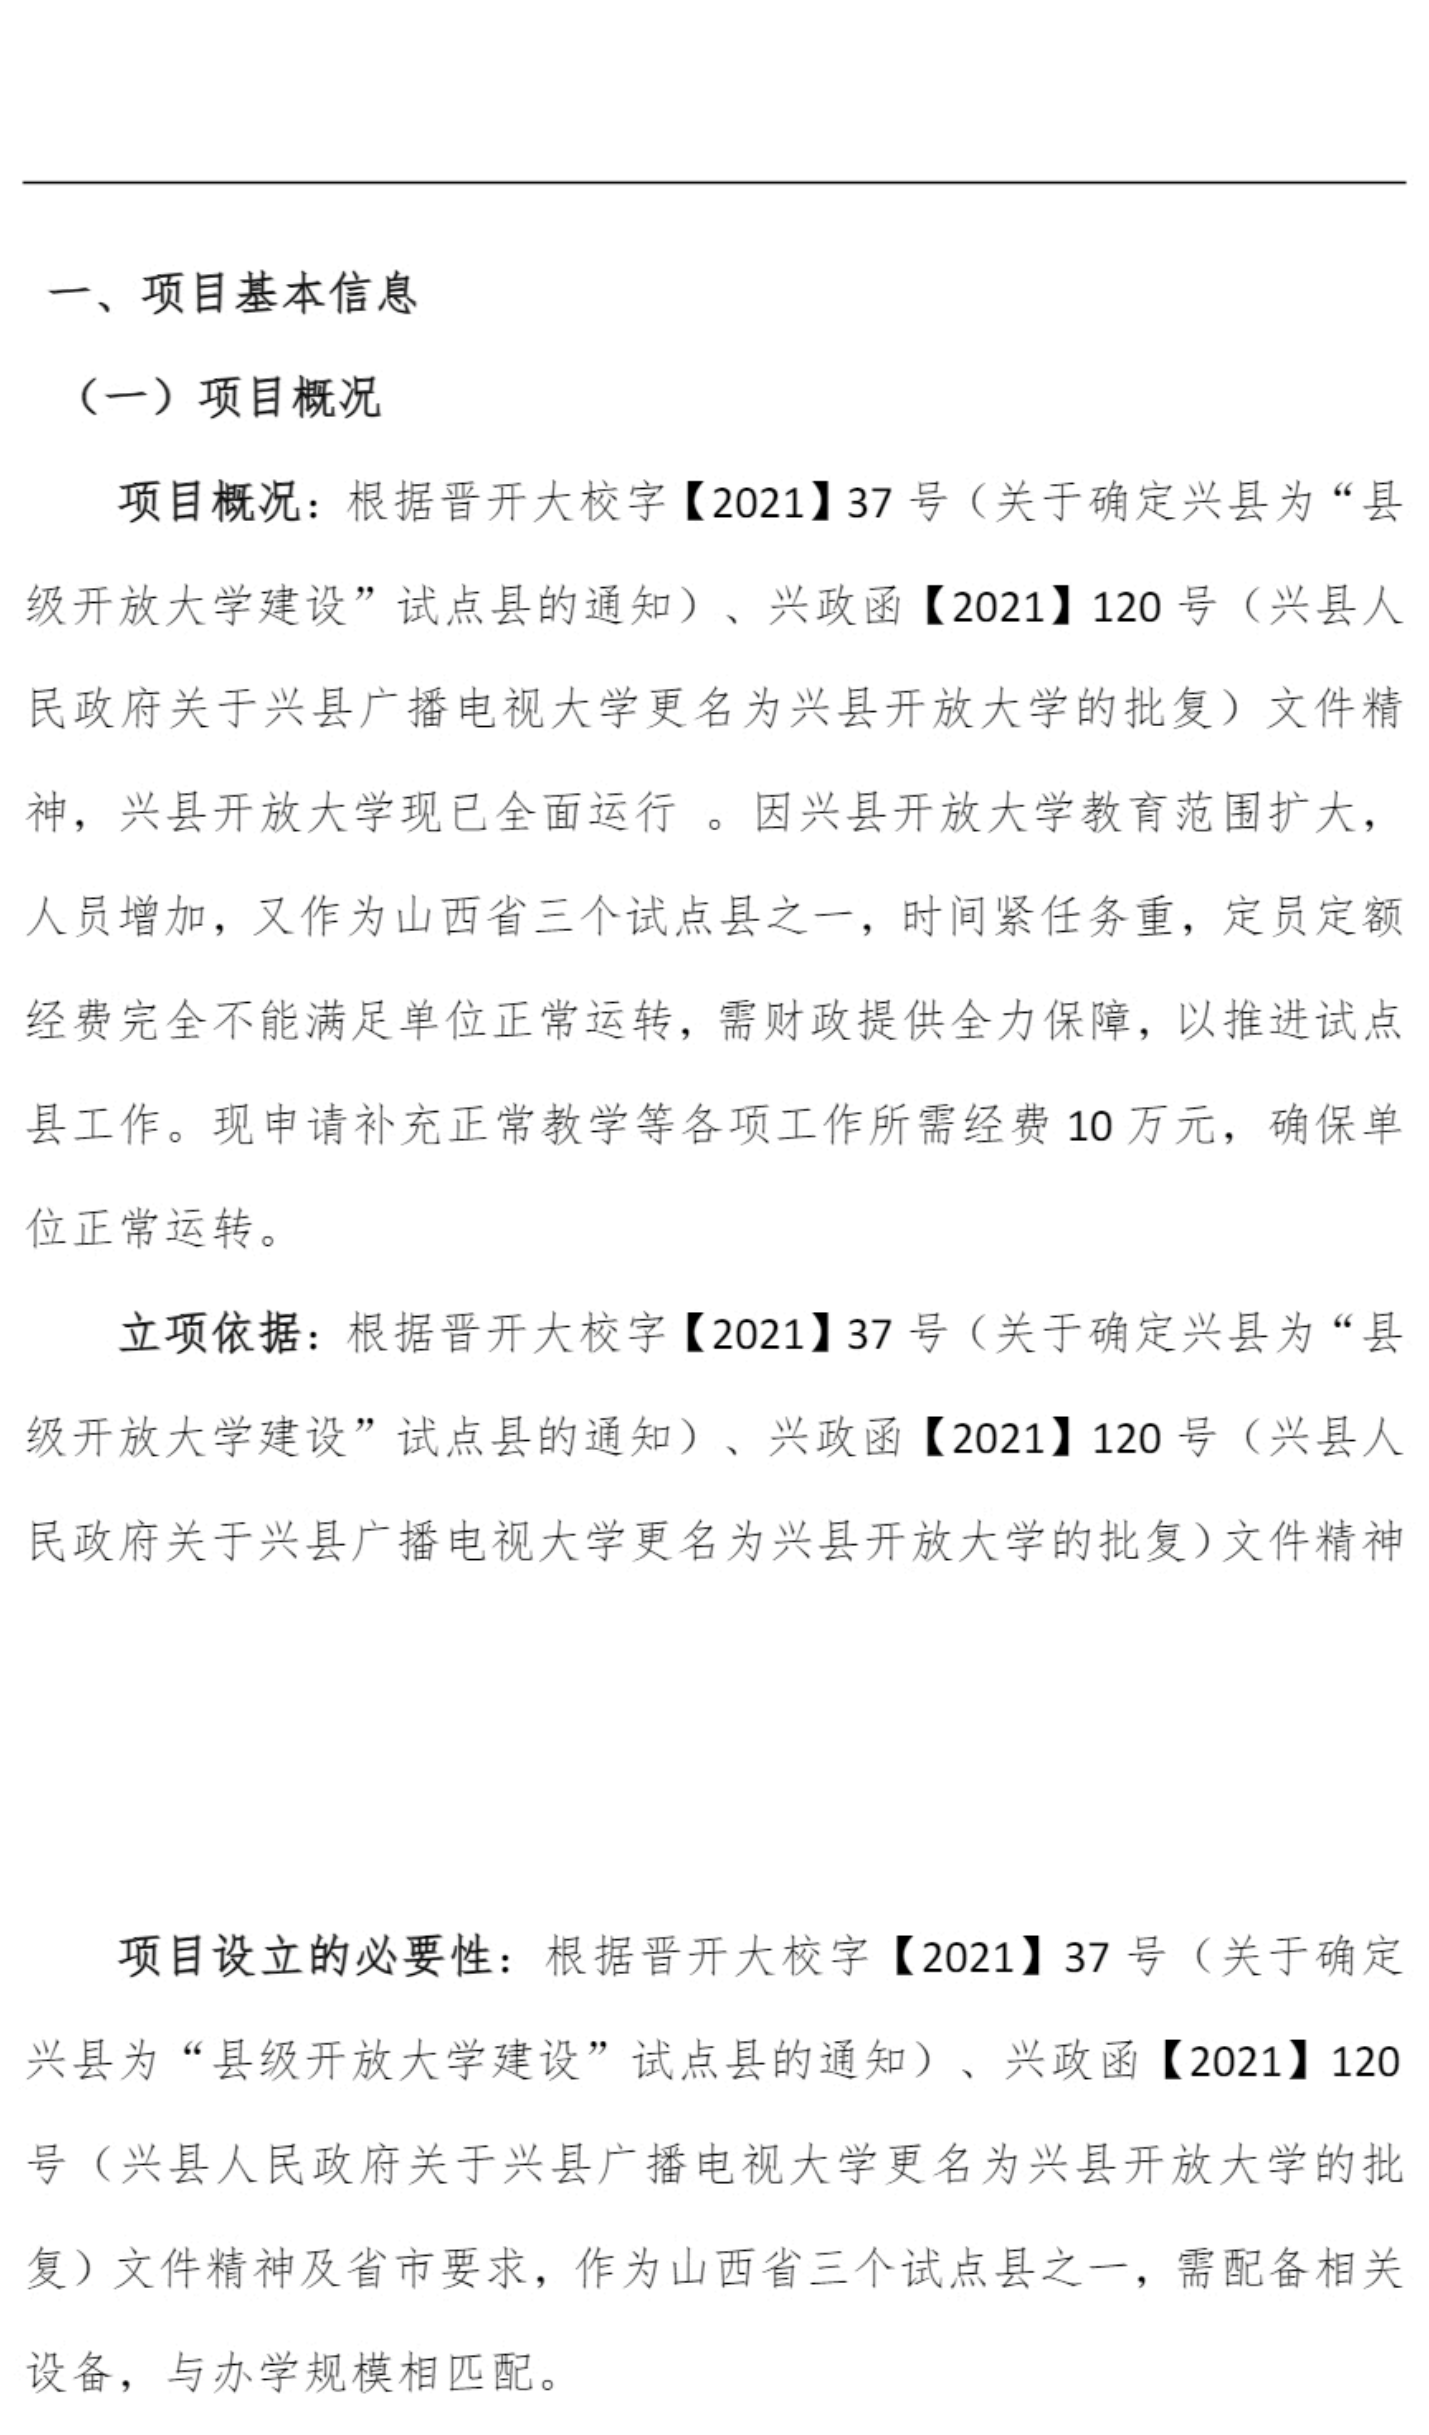 一、项目基本信息
（一）项目概况
项目概况：根据晋开大校字【2021】37 号（关于确定兴县为“县
级开放大学建设”试点县的通知）、兴政函【2021】120 号（兴县人
民政府关于兴县广播电视大学更名为兴县开放大学的批复）文件精
神，兴县开放大学现已全面运行 。因兴县开放大学教育范围扩大，
人员增加，又作为山西省三个试点县之一，时间紧任务重，定员定额
经费完全不能满足单位正常运转，需财政提供全力保障，以推进试点
县工作。现申请补充正常教学等各项工作所需经费 10 万元，确保单
位正常运转。
立项依据：根据晋开大校字【2021】37 号（关于确定兴县为“县
级开放大学建设”试点县的通知）、兴政函【2021】120 号（兴县人
民政府关于兴县广播电视大学更名为兴县开放大学的批复）文件精神
项目设立的必要性：根据晋开大校字【2021】37 号（关于确定
兴县为“县级开放大学建设”试点县的通知）、兴政函【2021】120
号（兴县人民政府关于兴县广播电视大学更名为兴县开放大学的批
复）文件精神及省市要求，作为山西省三个试点县之一，需配备相关
设备，与办学规模相匹配。